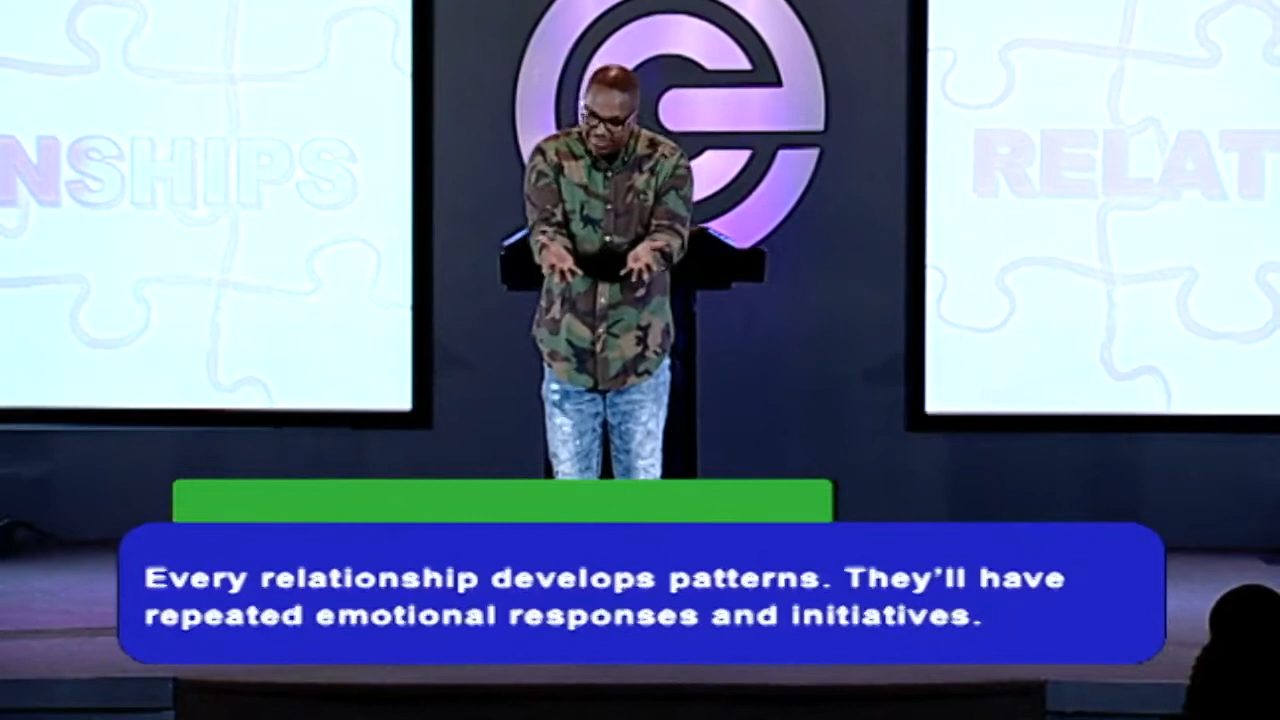 NSHIPS
RELAT
Every relationship develops patterns. They'll have
repeated emotional responses and initiatives.